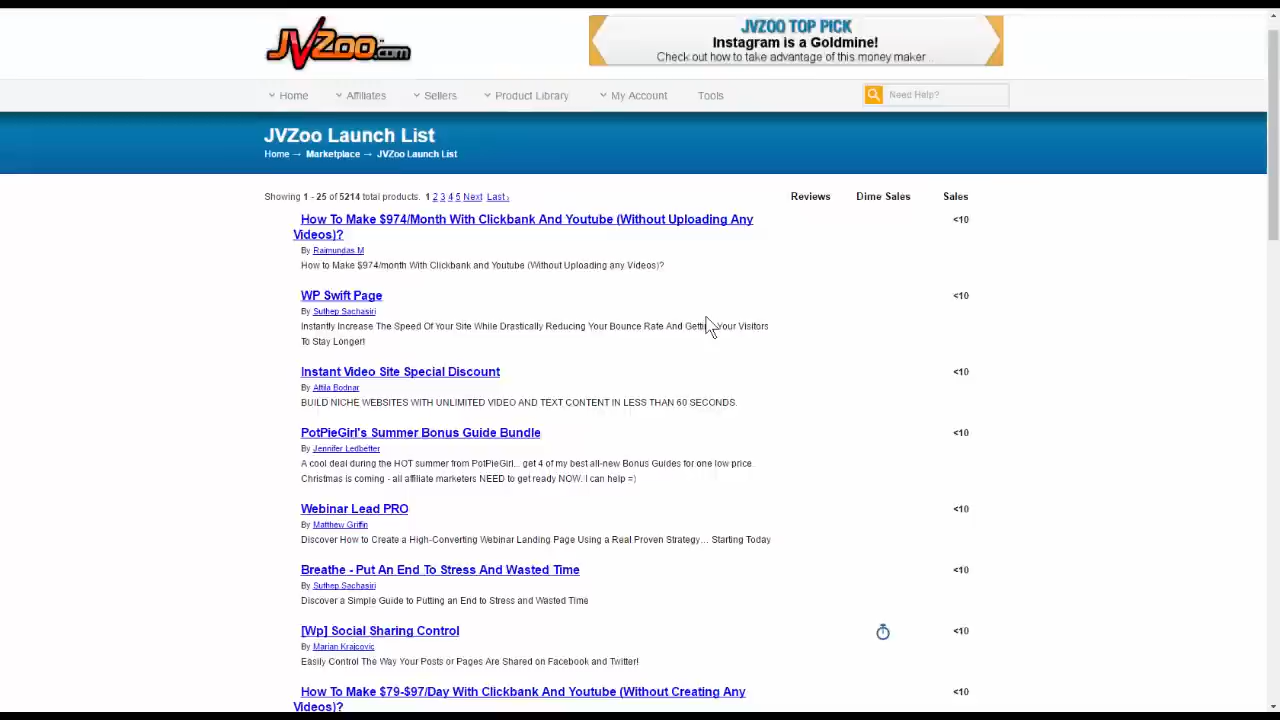 JVZoo.com
JVZOO TOP PICK
Instagram is a Goldmine!
Check out how to take advantage of this money maker ..
Home Affiliates Sellers Product Library My Account Tools Need Help?
JVZoo Launch List
Home → Marketplace → JVZoo Launch List
Showing 1 - 25 of 5214 total products. 1 2 3 4 5 Next Last › Reviews Dime Sales Sales
How To Make $974/Month With Clickbank And Youtube (Without Uploading Any <10
Videos)?
By Raimundas M
How to Make $974/month With Clickbank and Youtube (Without Uploading any Videos)?
WP Swift Page <10
By Suthep Sachasiri
Instantly Increase The Speed Of Your Site While Drastically Reducing Your Bounce Rate And Getting Your Visitors
To Stay Longer!
Instant Video Site Special Discount <10
By Attila Bodnar
BUILD NICHE WEBSITES WITH UNLIMITED VIDEO AND TEXT CONTENT IN LESS THAN 60 SECONDS.
PotPieGirl's Summer Bonus Guide Bundle <10
By Jennifer Ledbetter
A cool deal during the HOT summer from PotPieGirl... get 4 of my best all-new Bonus Guides for one low price.
Christmas is coming - all affiliate marketers NEED to get ready NOW. I can help =)
Webinar Lead PRO <10
By Matthew Griffin
Discover How to Create a High-Converting Webinar Landing Page Using a Real Proven Strategy… Starting Today
Breathe - Put An End To Stress And Wasted Time <10
By Suthep Sachasiri
Discover a Simple Guide to Putting an End to Stress and Wasted TIme
[Wp] Social Sharing Control <10
By Marian Krajcovic
Easily Control The Way Your Posts or Pages Are Shared on Facebook and Twitter!
How To Make $79-$97/Day With Clickbank And Youtube (Without Creating Any <10
Videos)?